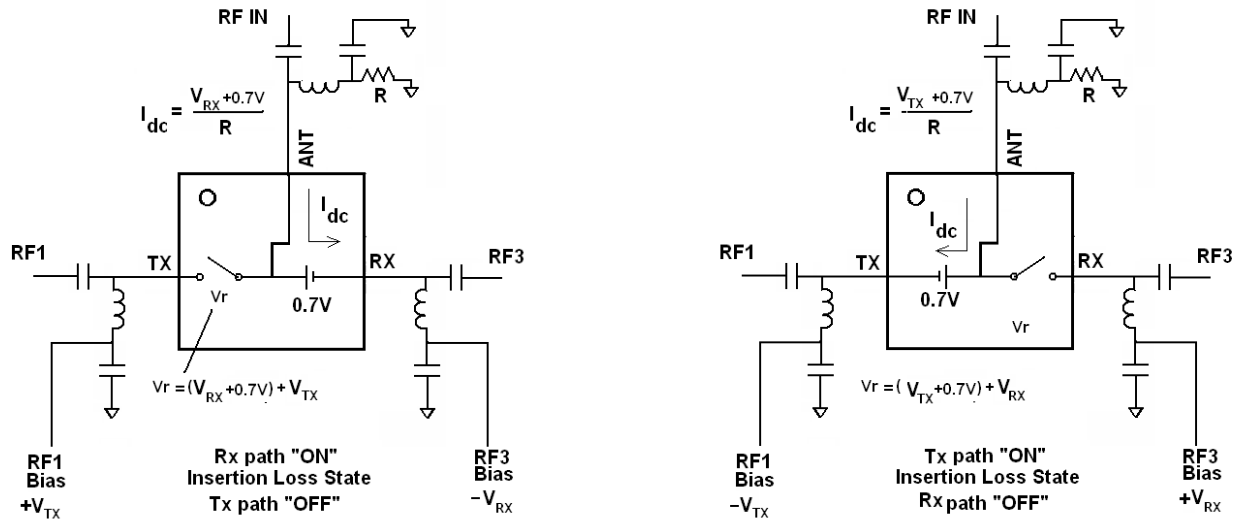 RF IN
R
I_dc = (V_RX +0.7V) / R
ANT
I_dc
RF1
TX
RX
RF3
Vr
0.7V
Vr = (V_RX +0.7V) + V_TX
RF1
Bias
+V_TX
Rx path "ON"
Insertion Loss State
Tx path "OFF"
RF3
Bias
−V_RX
RF IN
R
I_dc = (V_TX +0.7V) / R
ANT
I_dc
RF1
TX
RX
RF3
0.7V
Vr
Vr = ( V_TX +0.7V) + V_RX
RF1
Bias
−V_TX
Tx path "ON"
Insertion Loss State
Rx path "OFF"
RF3
Bias
+V_RX